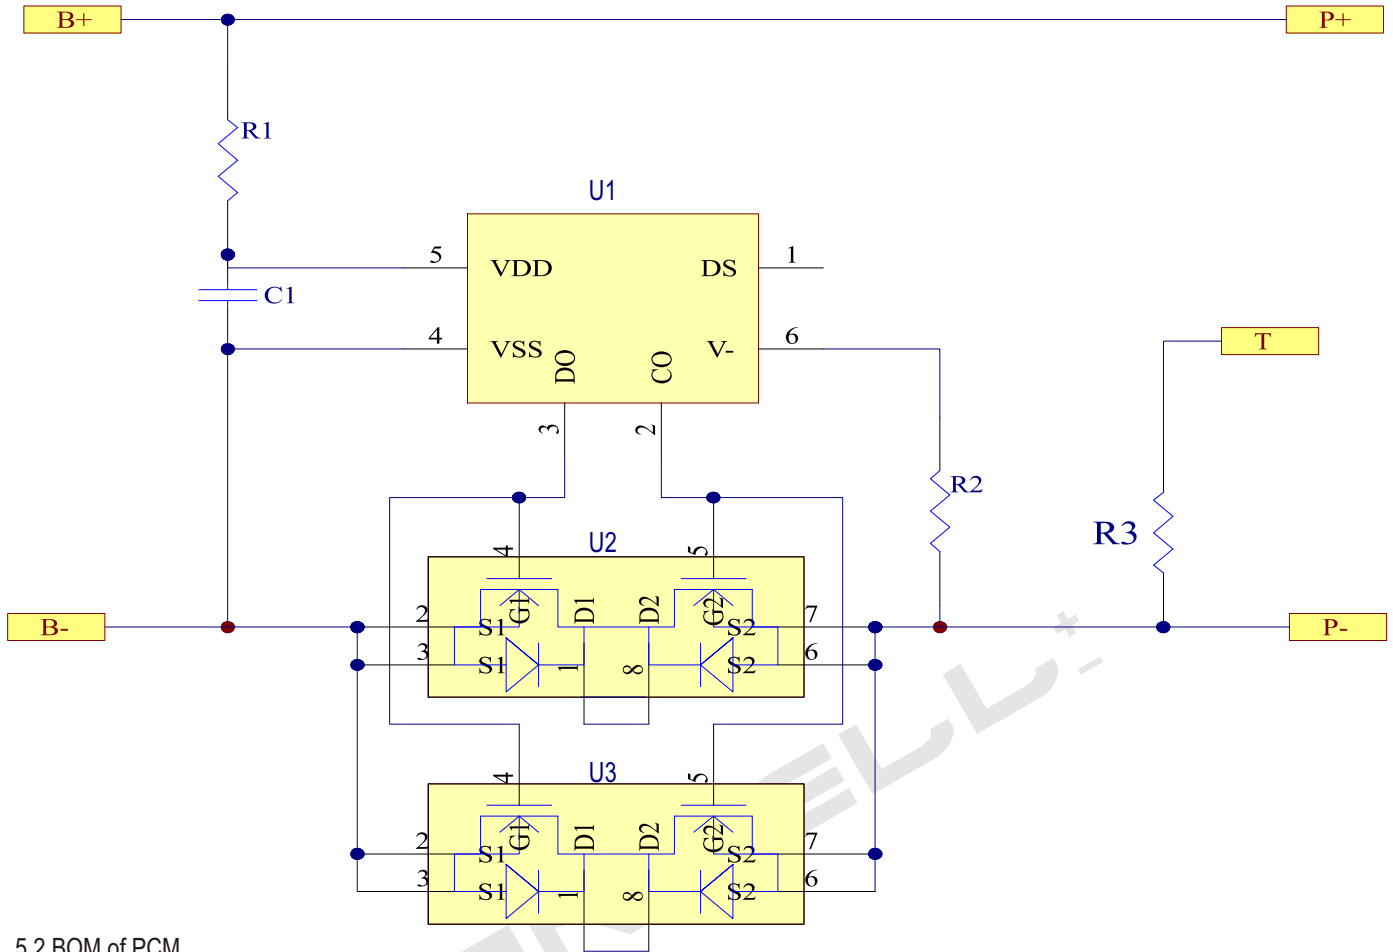 B+ P+
R1
U1
5 VDD DS 1
C1
4 VSS V- 6
DO CO
T
3 2
R2
R3
4 U2 5
G1 D1 D2 G2
2 S1 S2 7
B- P-
3 S1 1 8 S2 6
4 U3 5
G1 D1 D2 G2
2 S1 S2 7
3 S1 1 8 S2 6
5.2 BOM of PCM